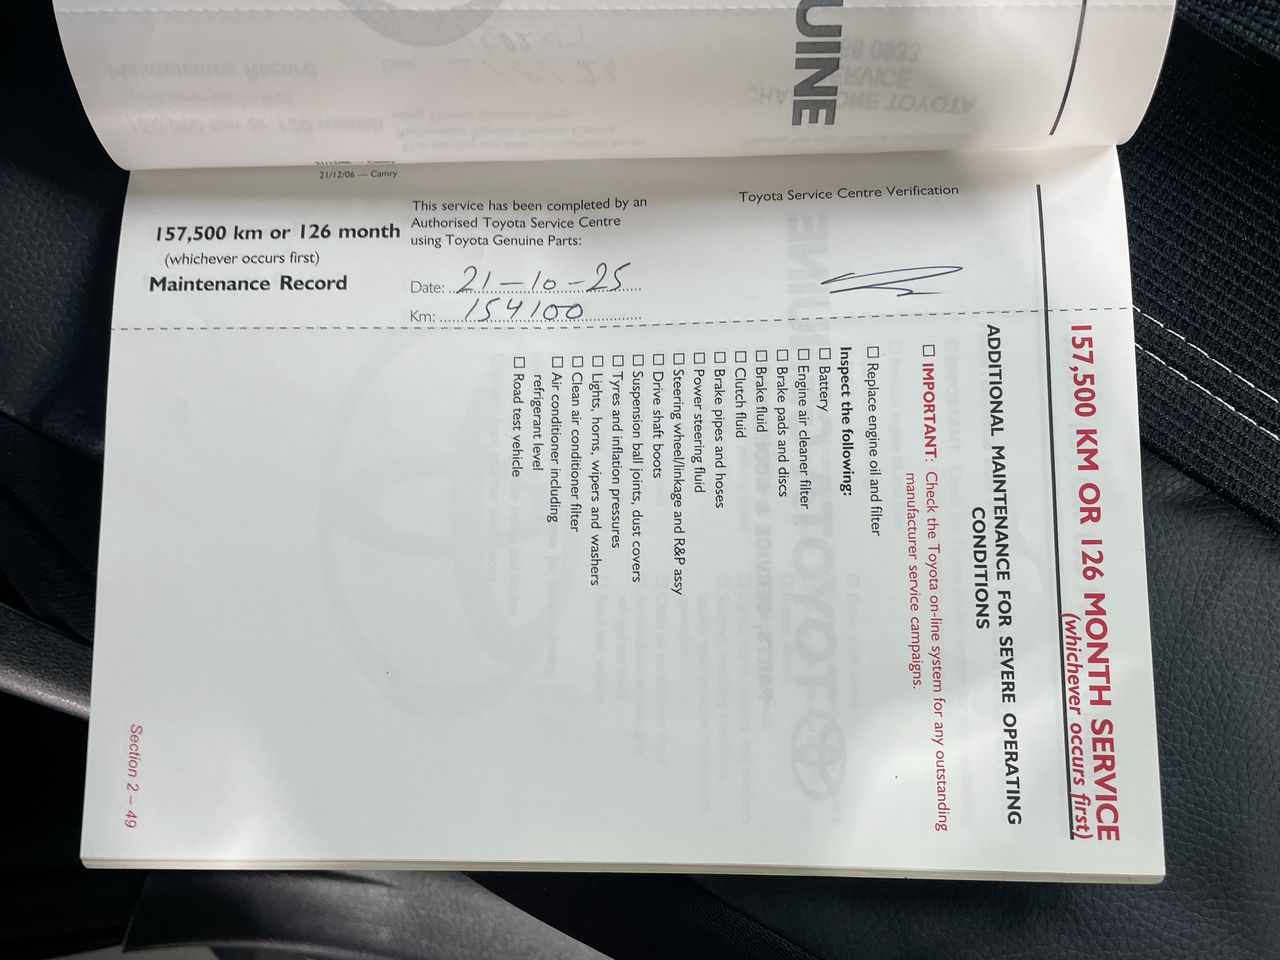 UINE
21/12/06 — Camry
157,500 km or 126 month
(whichever occurs first)
Maintenance Record
This service has been completed by an
Authorised Toyota Service Centre
using Toyota Genuine Parts:
Date: 21-10-25
Km: 154100
Toyota Service Centre Verification
157,500 KM OR 126 MONTH SERVICE
(whichever occurs first)
ADDITIONAL MAINTENANCE FOR SEVERE OPERATING
CONDITIONS
☐ IMPORTANT: Check the Toyota on-line system for any outstanding
manufacturer service campaigns.
☐ Replace engine oil and filter
Inspect the following:
☐ Battery
☐ Engine air cleaner filter
☐ Brake pads and discs
☐ Brake fluid
☐ Clutch fluid
☐ Brake pipes and hoses
☐ Power steering fluid
☐ Steering wheel/linkage and R&P assy
☐ Drive shaft boots
☐ Suspension ball joints, dust covers
☐ Tyres and inflation pressures
☐ Lights, horns, wipers and washers
☐ Clean air conditioner filter
☐ Air conditioner including
refrigerant level
☐ Road test vehicle
Section 2 – 49